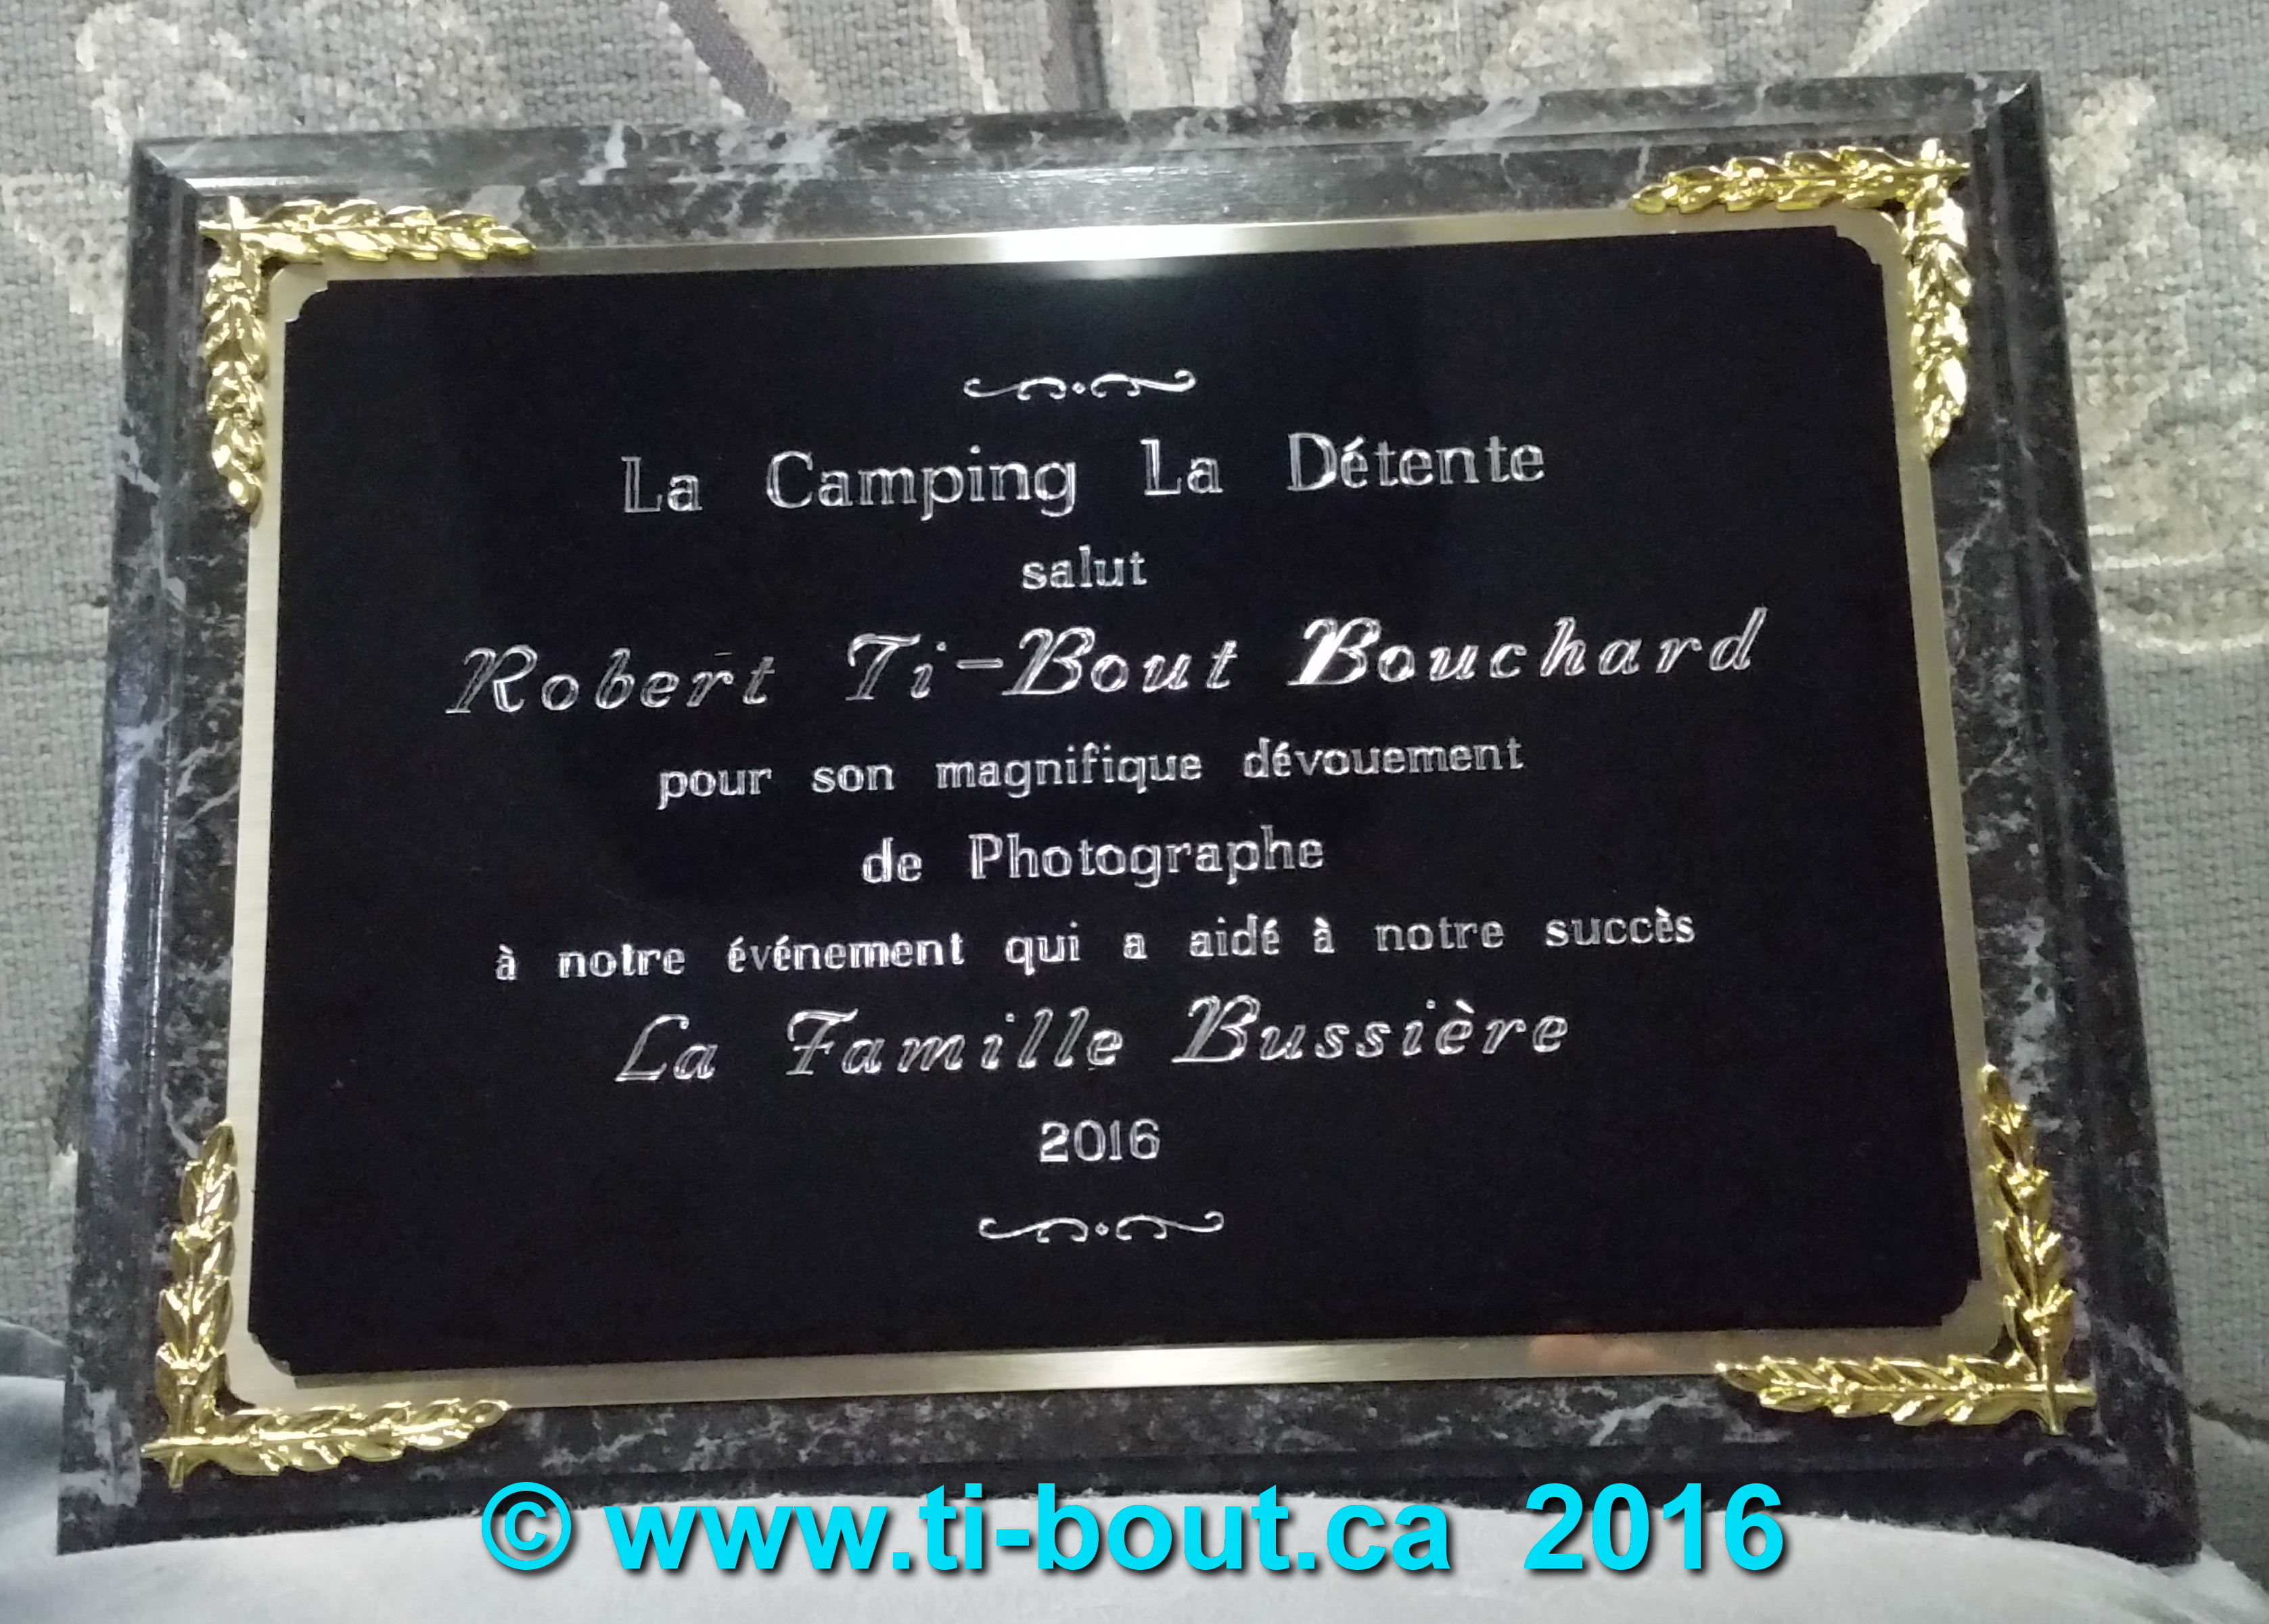 La Camping La Détente
salut
Robert Ti-Bout Bouchard
pour son magnifique dévouement
de Photographe
à notre événement qui a aidé à notre succès
La Famille Bussière
2016
© www.ti-bout.ca 2016